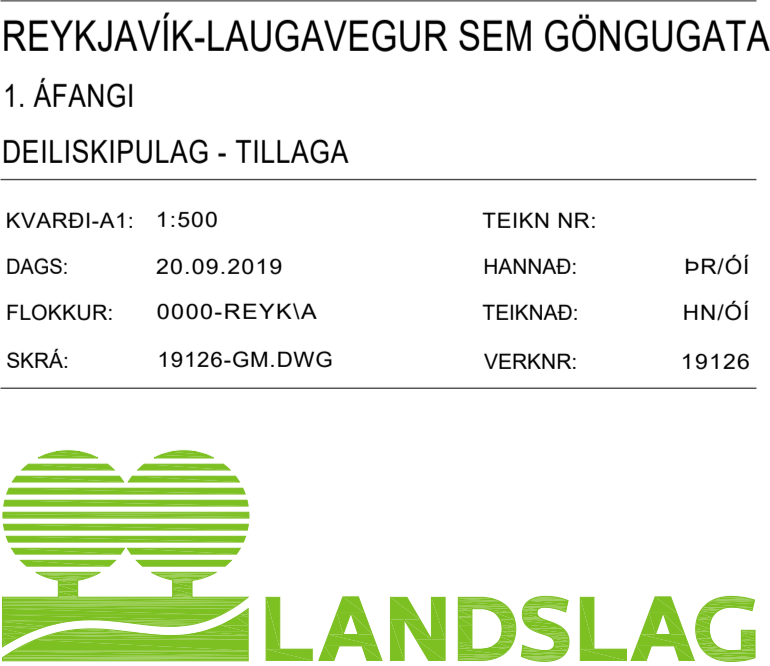 REYKJAVÍK-LAUGAVEGUR SEM GÖNGUGATA
1. ÁFANGI
DEILISKIPULAG - TILLAGA
KVARÐI-A1: 1:500 TEIKN NR:
DAGS: 20.09.2019 HANNAÐ: ÞR/ÓÍ
FLOKKUR: 0000-REYK\A TEIKNAÐ: HN/ÓÍ
SKRÁ: 19126-GM.DWG VERKNR: 19126
LANDSLAG